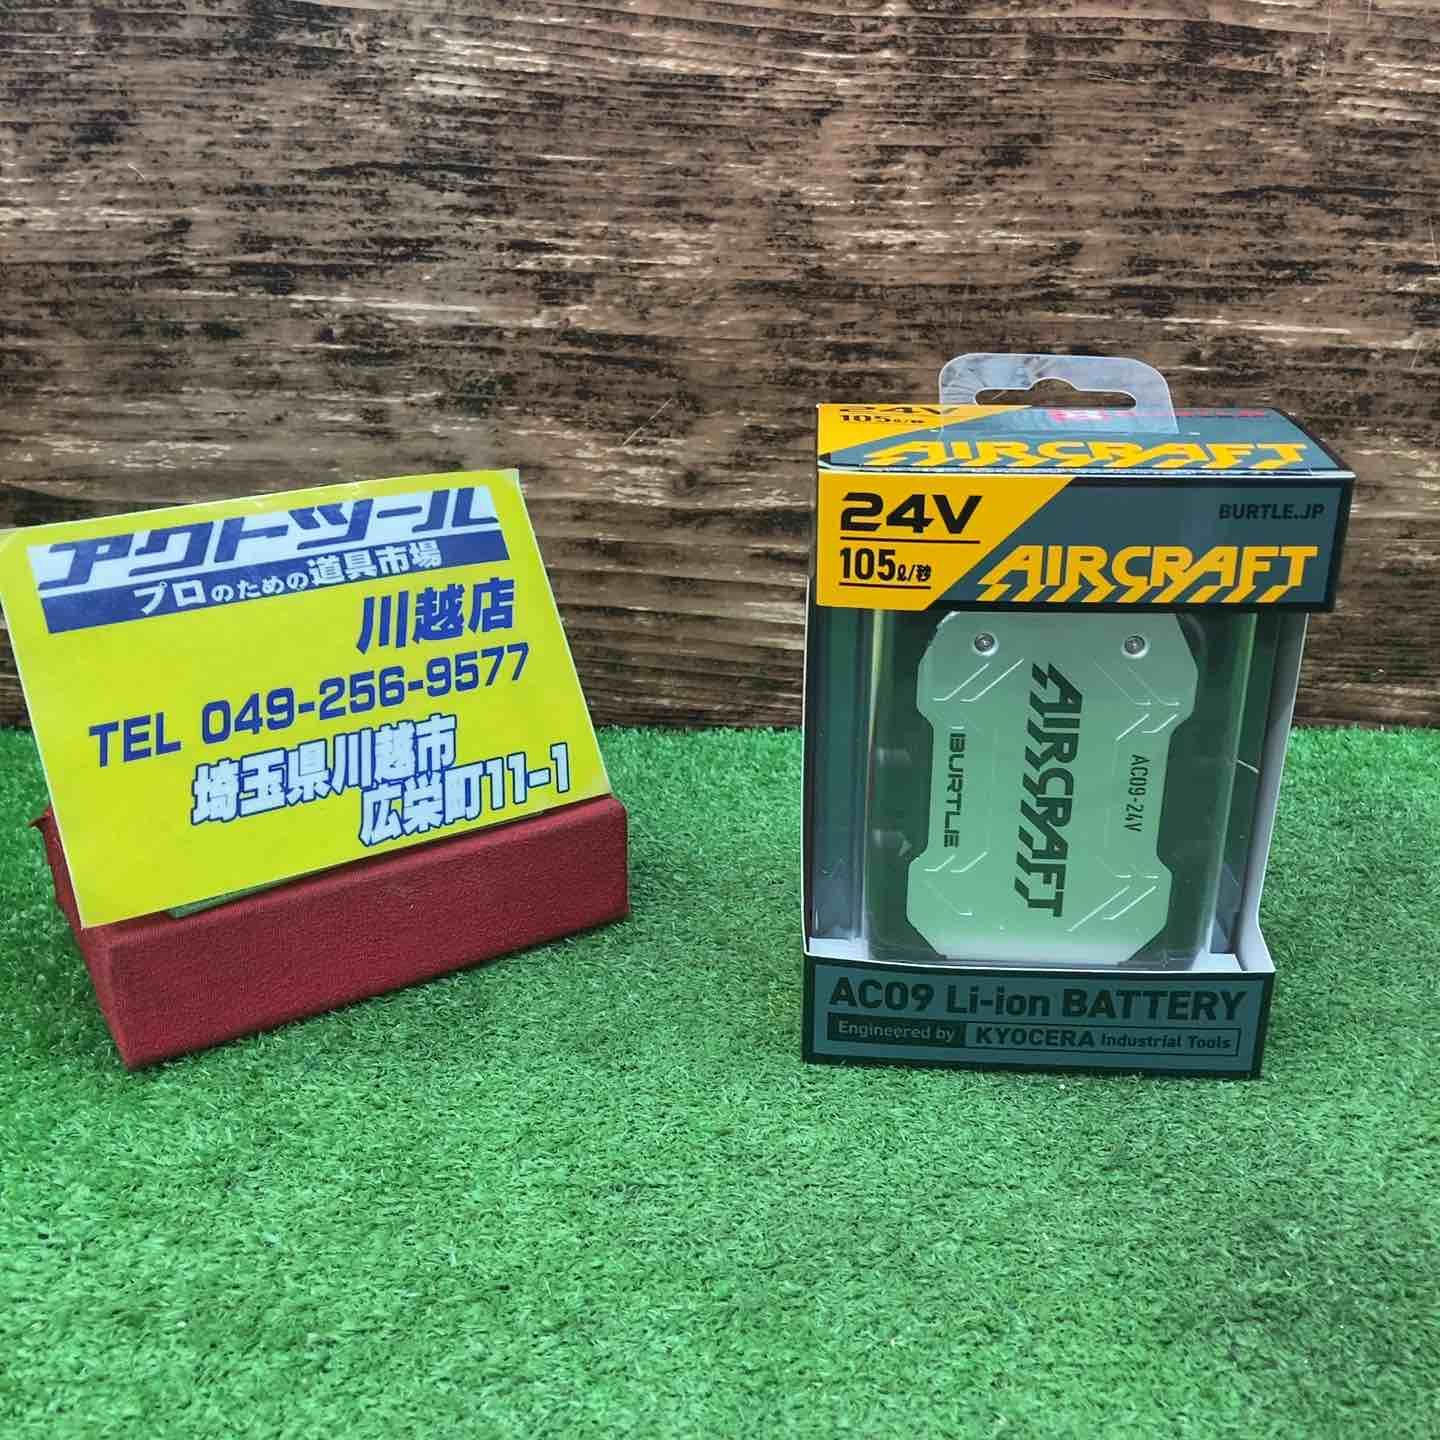 アクトツール
プロのための道具市場
川越店
TEL 049-256-9577
埼玉県川越市
広栄町11-1
24V
105ℓ/秒
AIRCRAFT
24V
105ℓ/秒
BURTLE.JP
AIRCRAFT
AIRCRAFT
BURTLE
AC09-24V
AC09 Li-ion BATTERY
Engineered by KYOCERA Industrial Tools